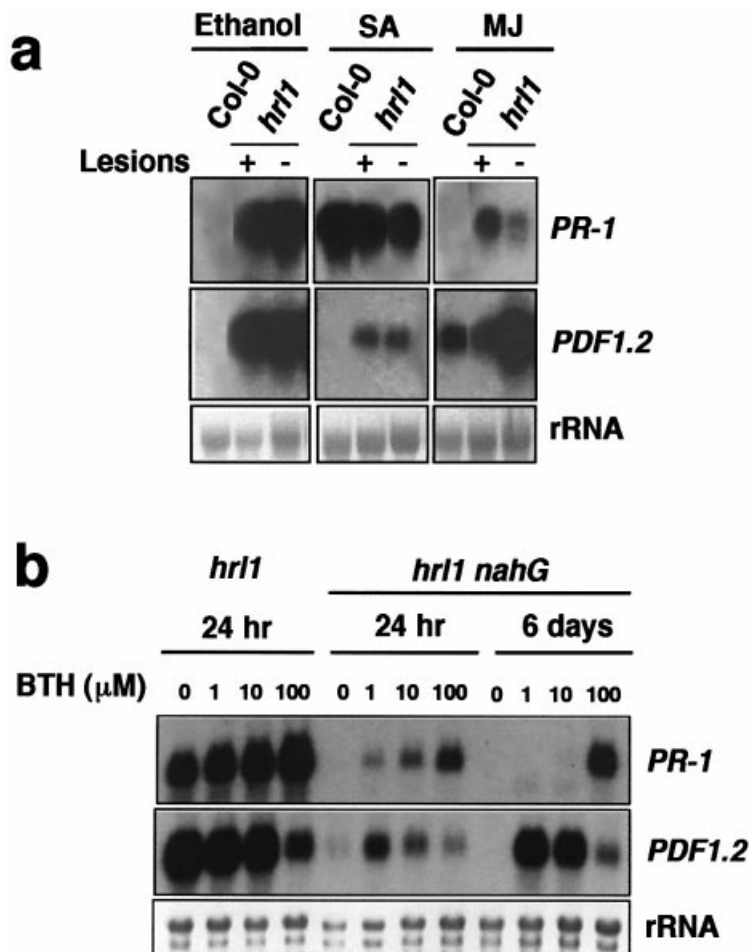 a
Ethanol SA MJ
Col-0 hrl1 Col-0 hrl1 Col-0 hrl1
Lesions + - + - + -
PR-1
PDF1.2
rRNA
b
hrl1 hrl1 nahG
24 hr 24 hr 6 days
BTH (μM) 0 1 10 100 0 1 10 100 0 1 10 100
PR-1
PDF1.2
rRNA